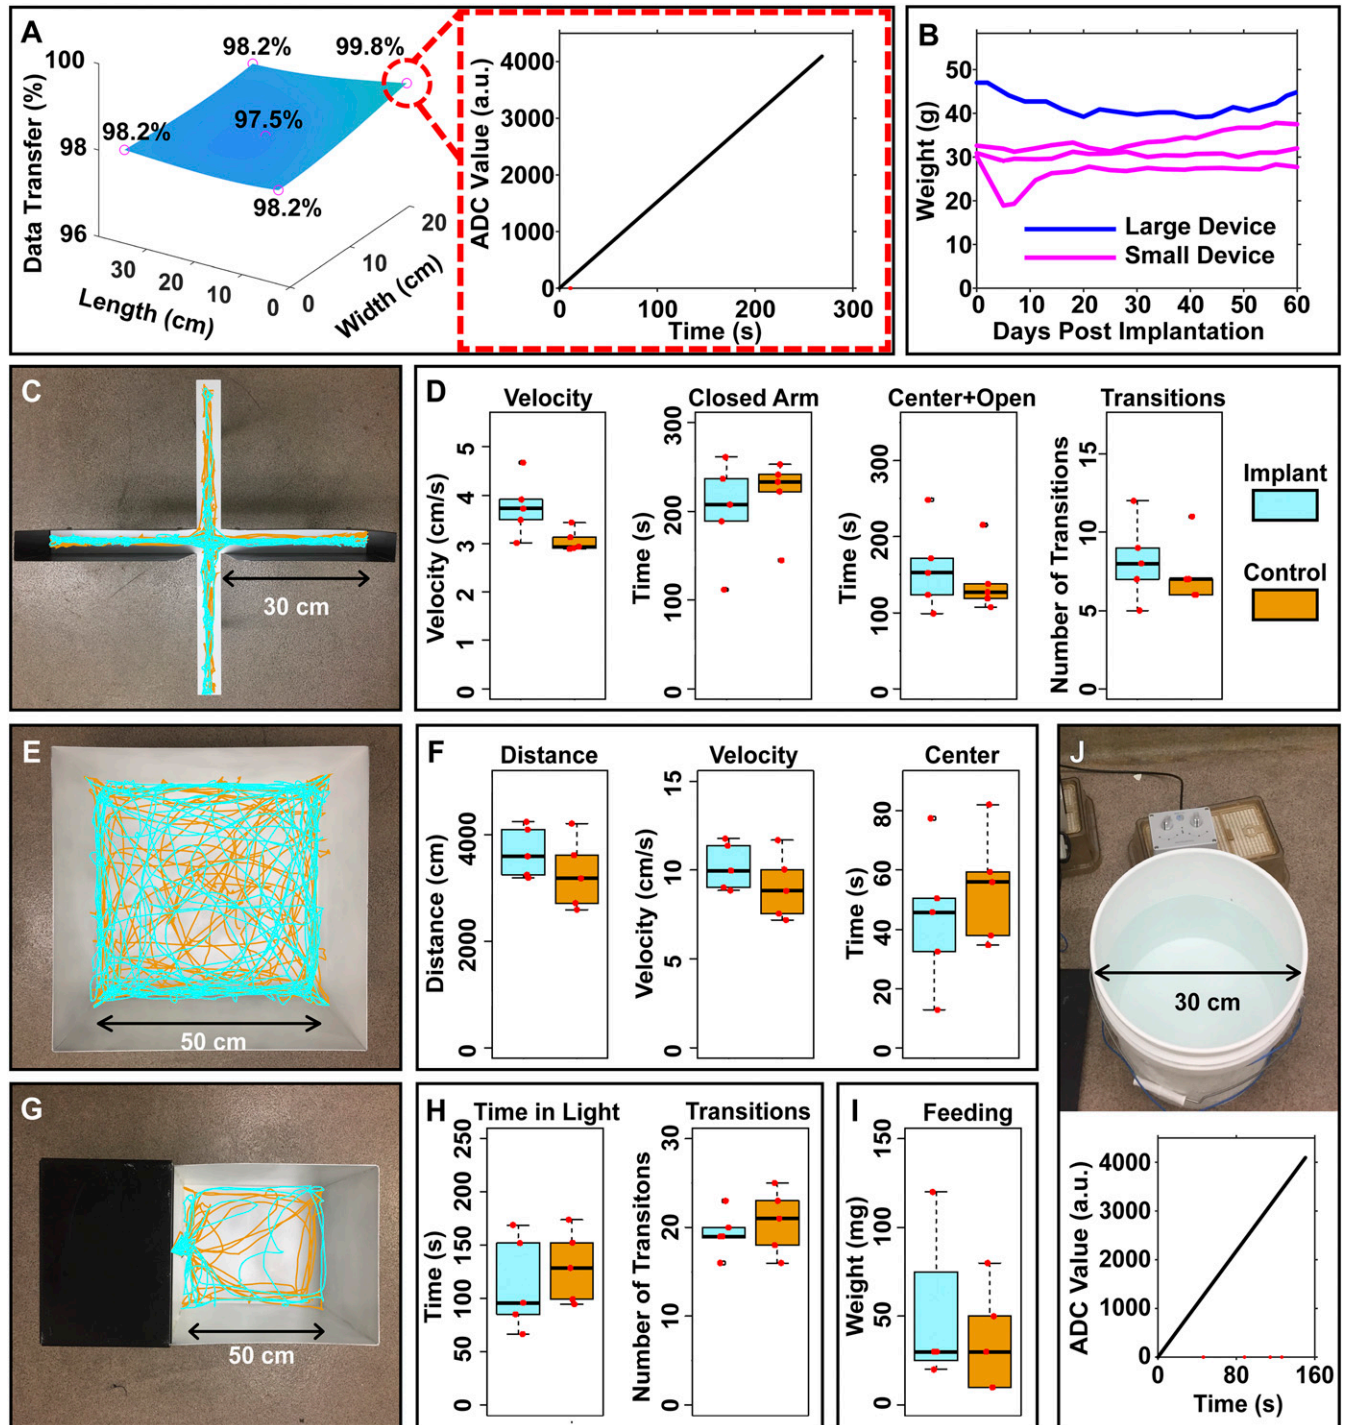 A
98.2%
99.8%
98.2%
97.5%
98.2%
100
98
96
Data Transfer (%)
30
20
10
0
Length (cm)
0
10
20
Width (cm)
4000
3000
2000
1000
0
ADC Value (a.u.)
0
100
200
300
Time (s)
B
50
40
30
20
10
0
Weight (g)
Large Device
Small Device
0
10
20
30
40
50
60
Days Post Implantation
C
30 cm
D
Velocity
Velocity (cm/s)
5
4
3
2
1
0
Closed Arm
Time (s)
300
200
100
0
Center+Open
Time (s)
300
200
100
0
Transitions
Number of Transitions
15
10
5
0
Implant
Control
E
50 cm
F
Distance
Distance (cm)
4000
2000
0
Velocity
Velocity (cm/s)
15
10
5
0
Center
Time (s)
80
60
40
20
0
G
50 cm
H
Time in Light
Time (s)
250
200
150
100
50
0
Transitions
Number of Transitons
30
20
10
0
I
Feeding
Weight (mg)
150
100
50
0
J
30 cm
ADC Value (a.u.)
4000
3000
2000
1000
0
0
80
160
Time (s)